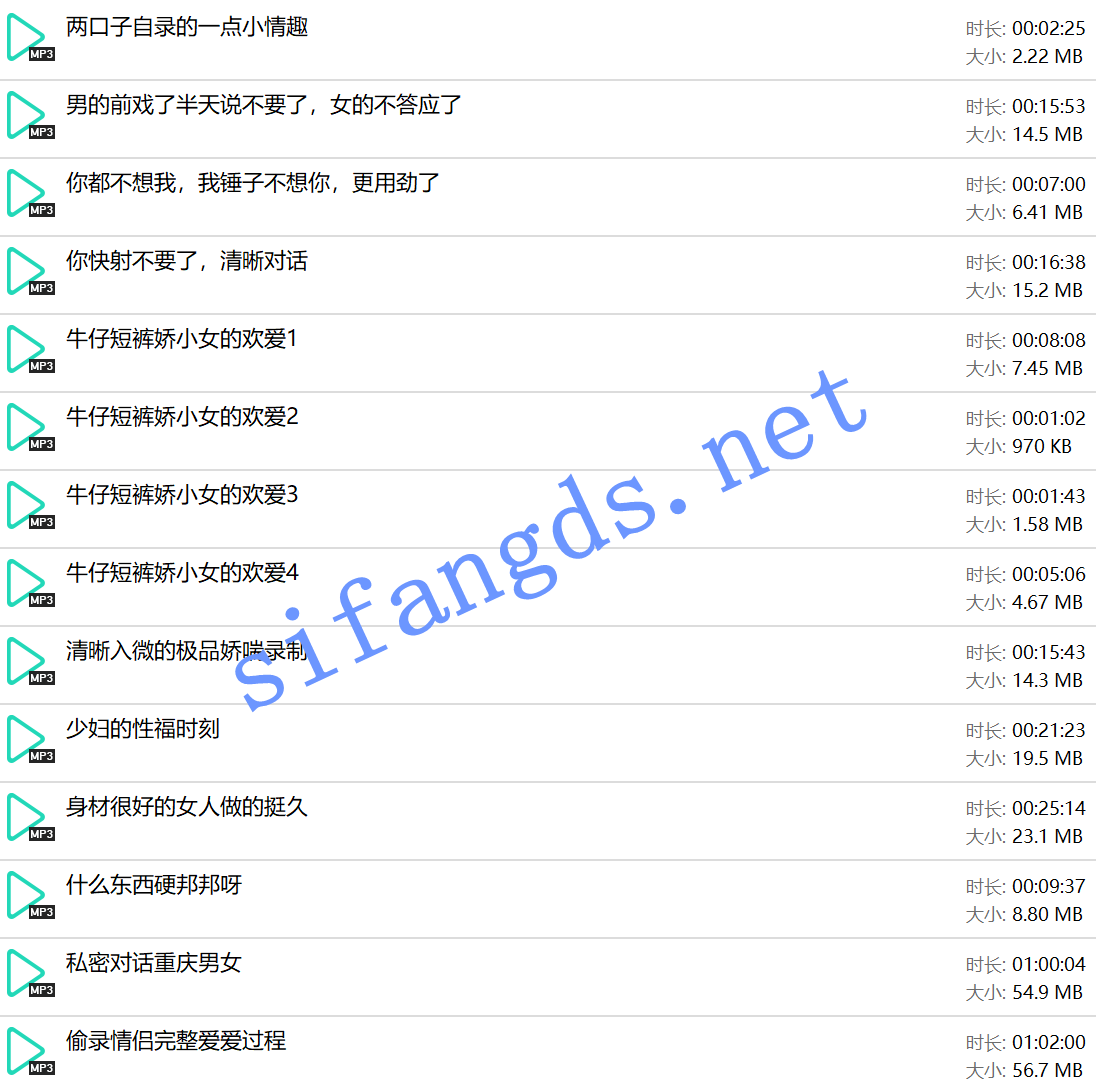 两口子自录的一点小情趣
时长: 00:02:25
大小: 2.22 MB
MP3
男的前戏了半天说不要了，女的不答应了
时长: 00:15:53
大小: 14.5 MB
MP3
你都不想我，我锤子不想你，更用劲了
时长: 00:07:00
大小: 6.41 MB
MP3
你快射不要了，清晰对话
时长: 00:16:38
大小: 15.2 MB
MP3
牛仔短裤娇小女的欢爱1
时长: 00:08:08
大小: 7.45 MB
MP3
牛仔短裤娇小女的欢爱2
时长: 00:01:02
大小: 970 KB
MP3
牛仔短裤娇小女的欢爱3
时长: 00:01:43
大小: 1.58 MB
MP3
牛仔短裤娇小女的欢爱4
时长: 00:05:06
大小: 4.67 MB
MP3
清晰入微的极品娇喘录制
时长: 00:15:43
大小: 14.3 MB
MP3
少妇的性福时刻
时长: 00:21:23
大小: 19.5 MB
MP3
身材很好的女人做的挺久
时长: 00:25:14
大小: 23.1 MB
MP3
什么东西硬邦邦呀
时长: 00:09:37
大小: 8.80 MB
MP3
私密对话重庆男女
时长: 01:00:04
大小: 54.9 MB
MP3
偷录情侣完整爱爱过程
时长: 01:02:00
大小: 56.7 MB
MP3
sifangds.net